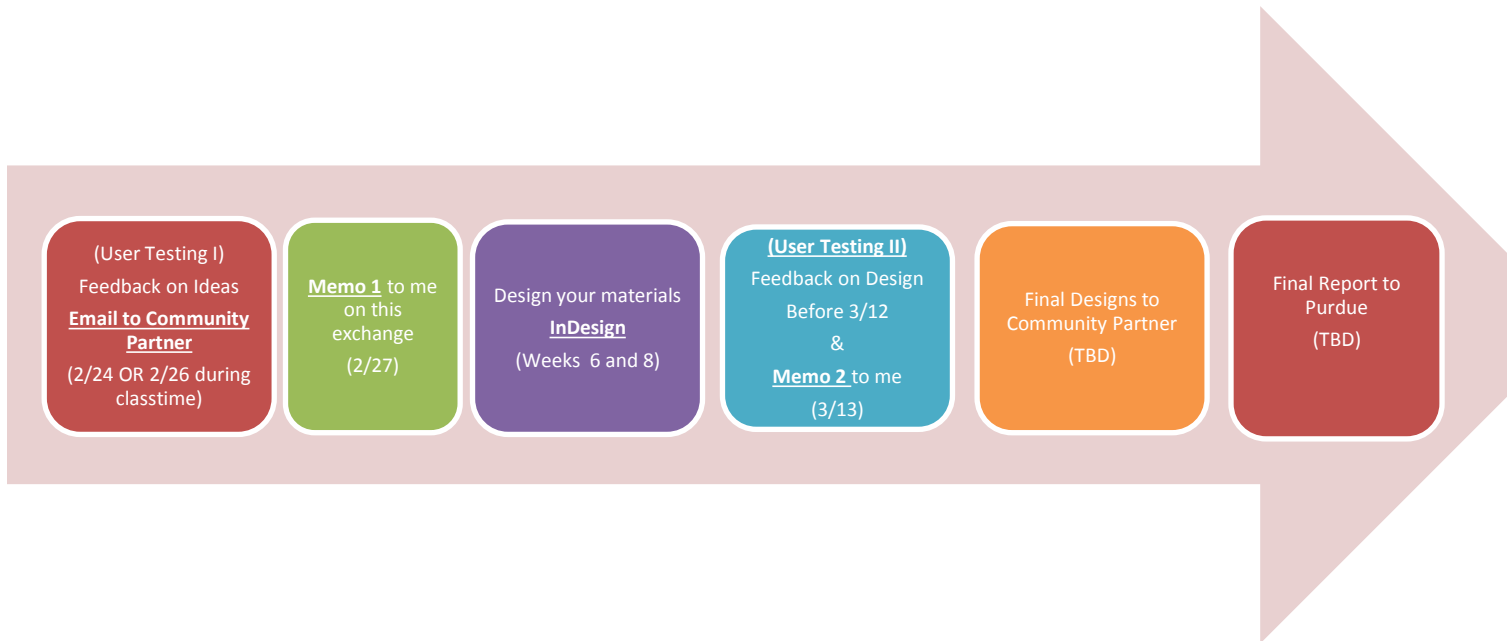 (User Testing I)
Feedback on Ideas
Email to Community
Partner
(2/24 OR 2/26 during
classtime)
Memo 1 to me
on this
exchange
(2/27)
Design your materials
InDesign
(Weeks 6 and 8)
(User Testing II)
Feedback on Design
Before 3/12
&
Memo 2 to me
(3/13)
Final Designs to
Community Partner
(TBD)
Final Report to
Purdue
(TBD)